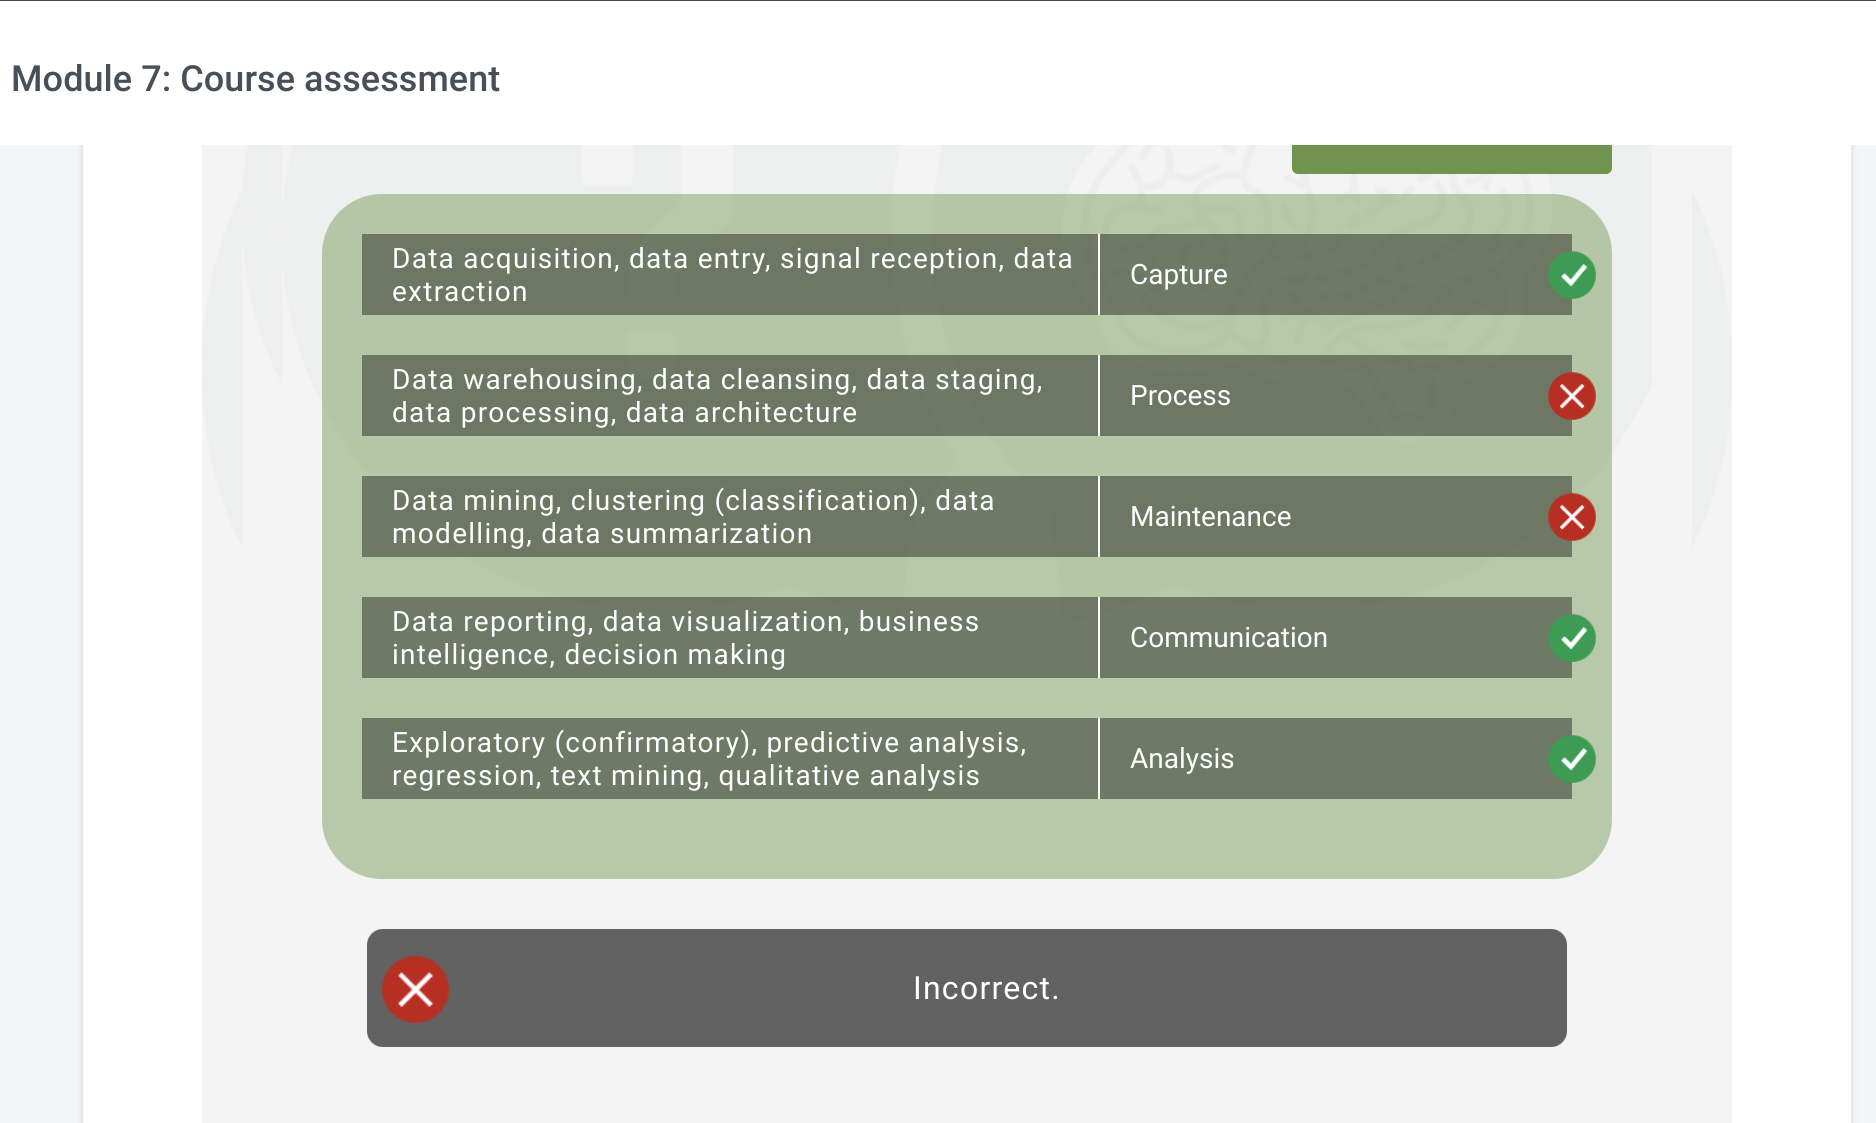 Module 7: Course assessment
Data acquisition, data entry, signal reception, data
extraction
Capture
Data warehousing, data cleansing, data staging,
data processing, data architecture
Process
Data mining, clustering (classification), data
modelling, data summarization
Maintenance
Data reporting, data visualization, business
intelligence, decision making
Communication
Exploratory (confirmatory), predictive analysis,
regression, text mining, qualitative analysis
Analysis
Incorrect.